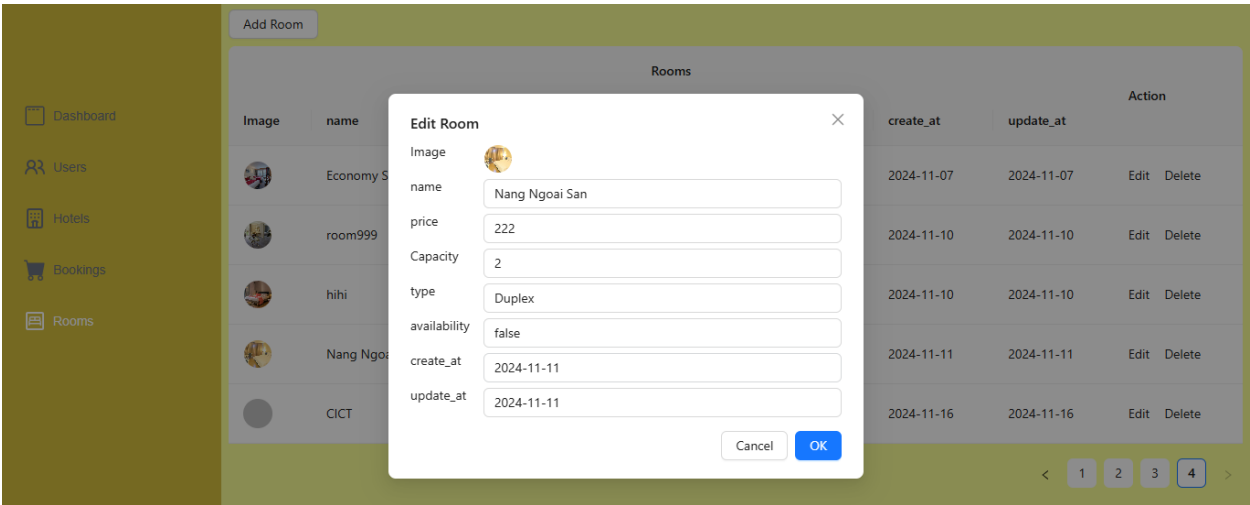 Add Room
Rooms
Action
Image name create_at update_at
Dashboard
Users
Hotels
Bookings
Rooms
Economy S 2024-11-07 2024-11-07 Edit Delete
room999 2024-11-10 2024-11-10 Edit Delete
hihi 2024-11-10 2024-11-10 Edit Delete
Nang Ngoa 2024-11-11 2024-11-11 Edit Delete
CICT 2024-11-16 2024-11-16 Edit Delete
Edit Room
Image
name Nang Ngoai San
price 222
Capacity 2
type Duplex
availability false
create_at 2024-11-11
update_at 2024-11-11
Cancel OK
< 1 2 3 4 >